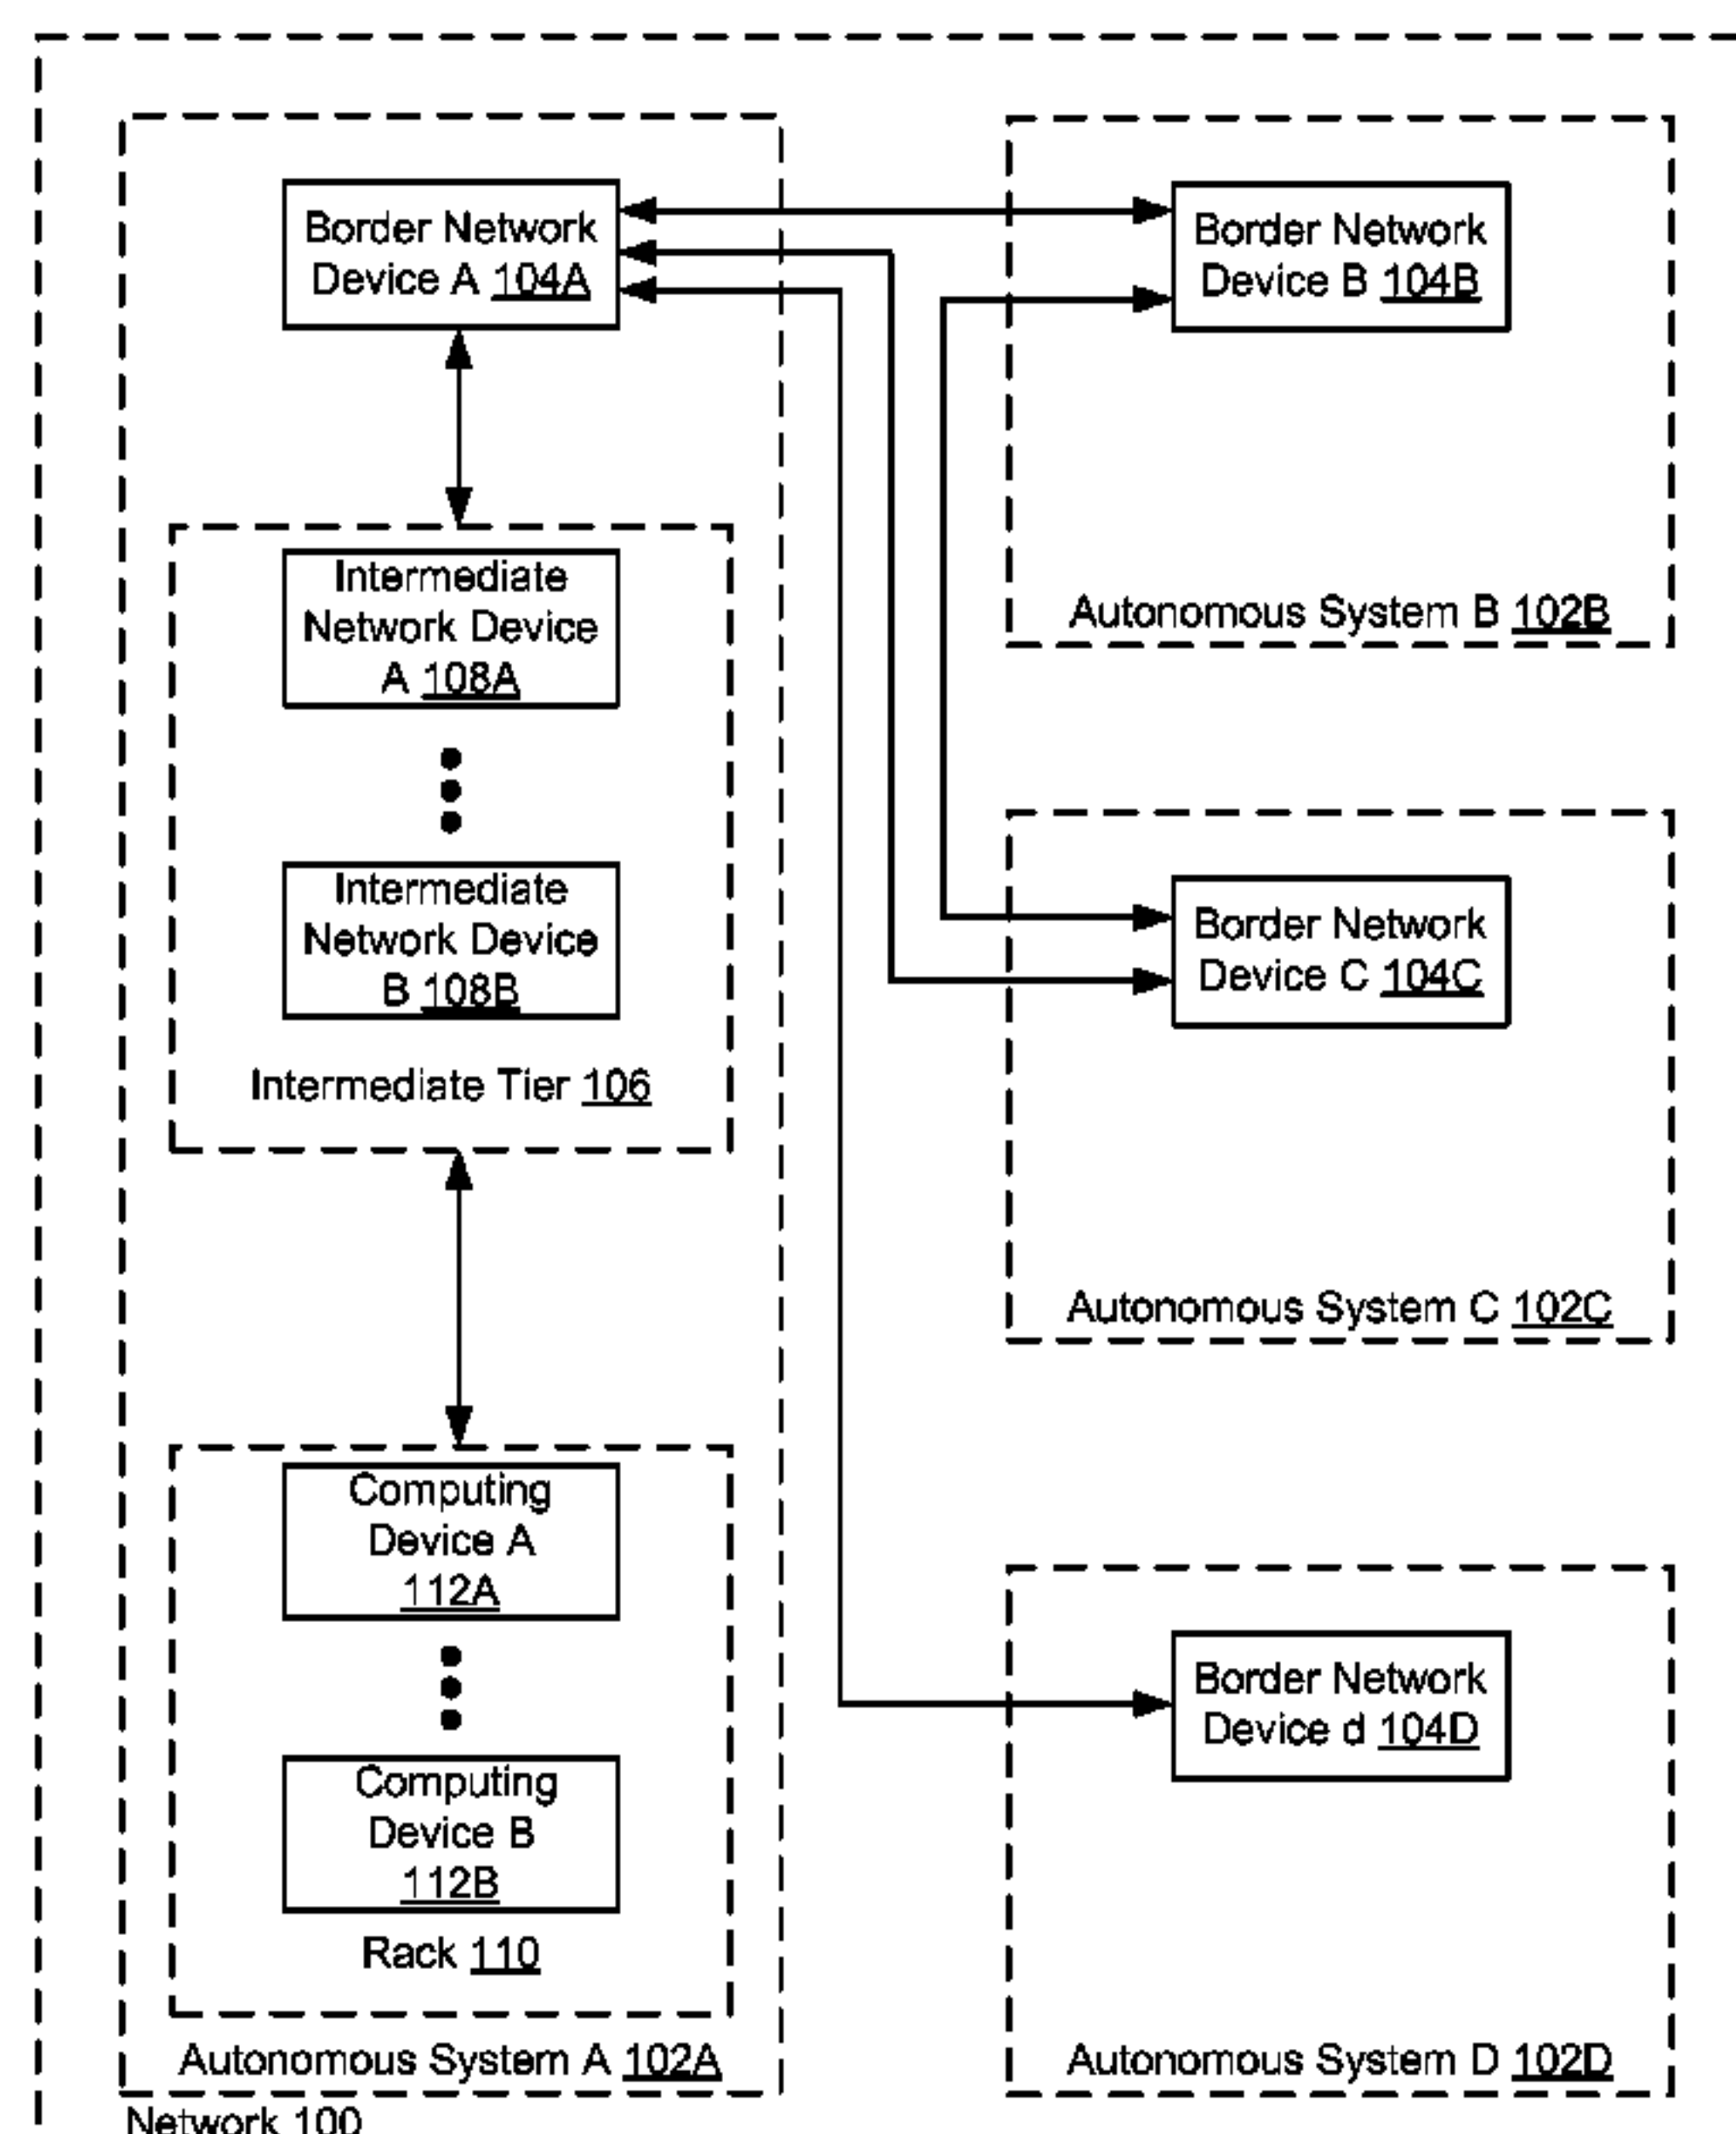 Border Network
Device A 104A
Intermediate
Network Device
A 108A
Intermediate
Network Device
B 108B
Intermediate Tier 106
Computing
Device A
112A
Computing
Device B
112B
Rack 110
Autonomous System A 102A
Border Network
Device B 104B
Autonomous System B 102B
Border Network
Device C 104C
Autonomous System C 102C
Border Network
Device d 104D
Autonomous System D 102D
Network 100